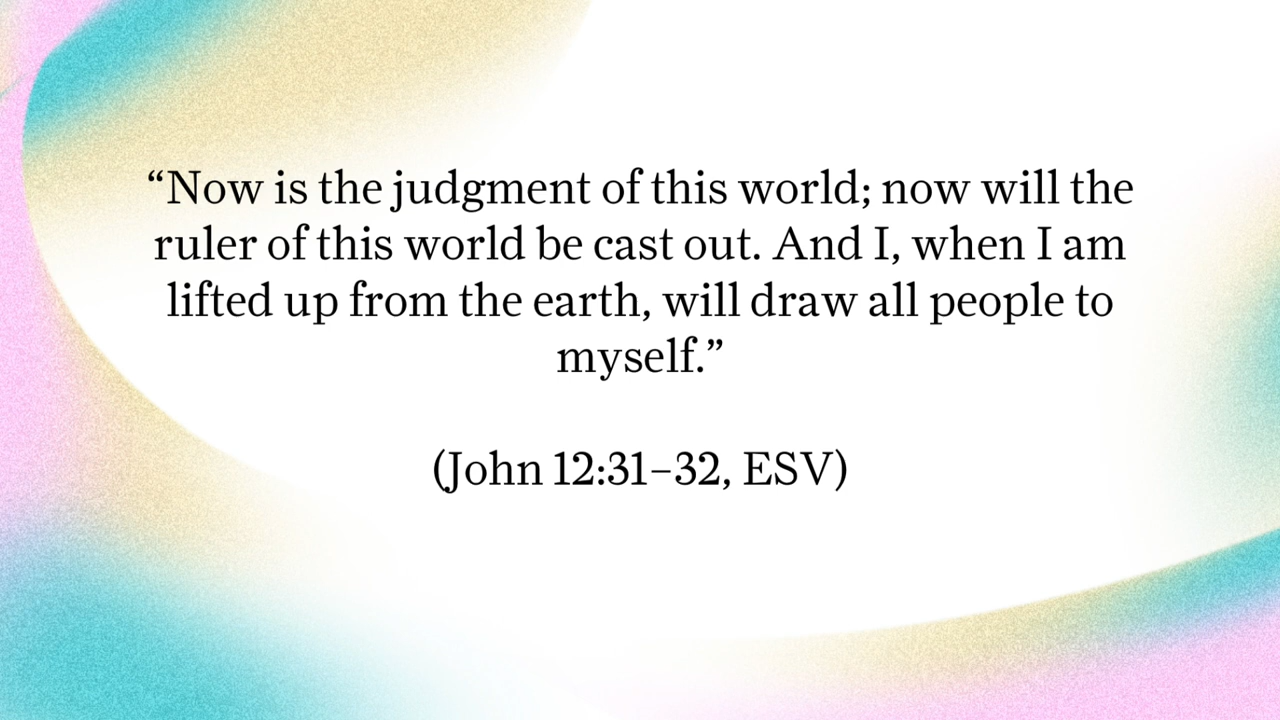 “Now is the judgment of this world; now will the
ruler of this world be cast out. And I, when I am
lifted up from the earth, will draw all people to
myself.”
(John 12:31–32, ESV)